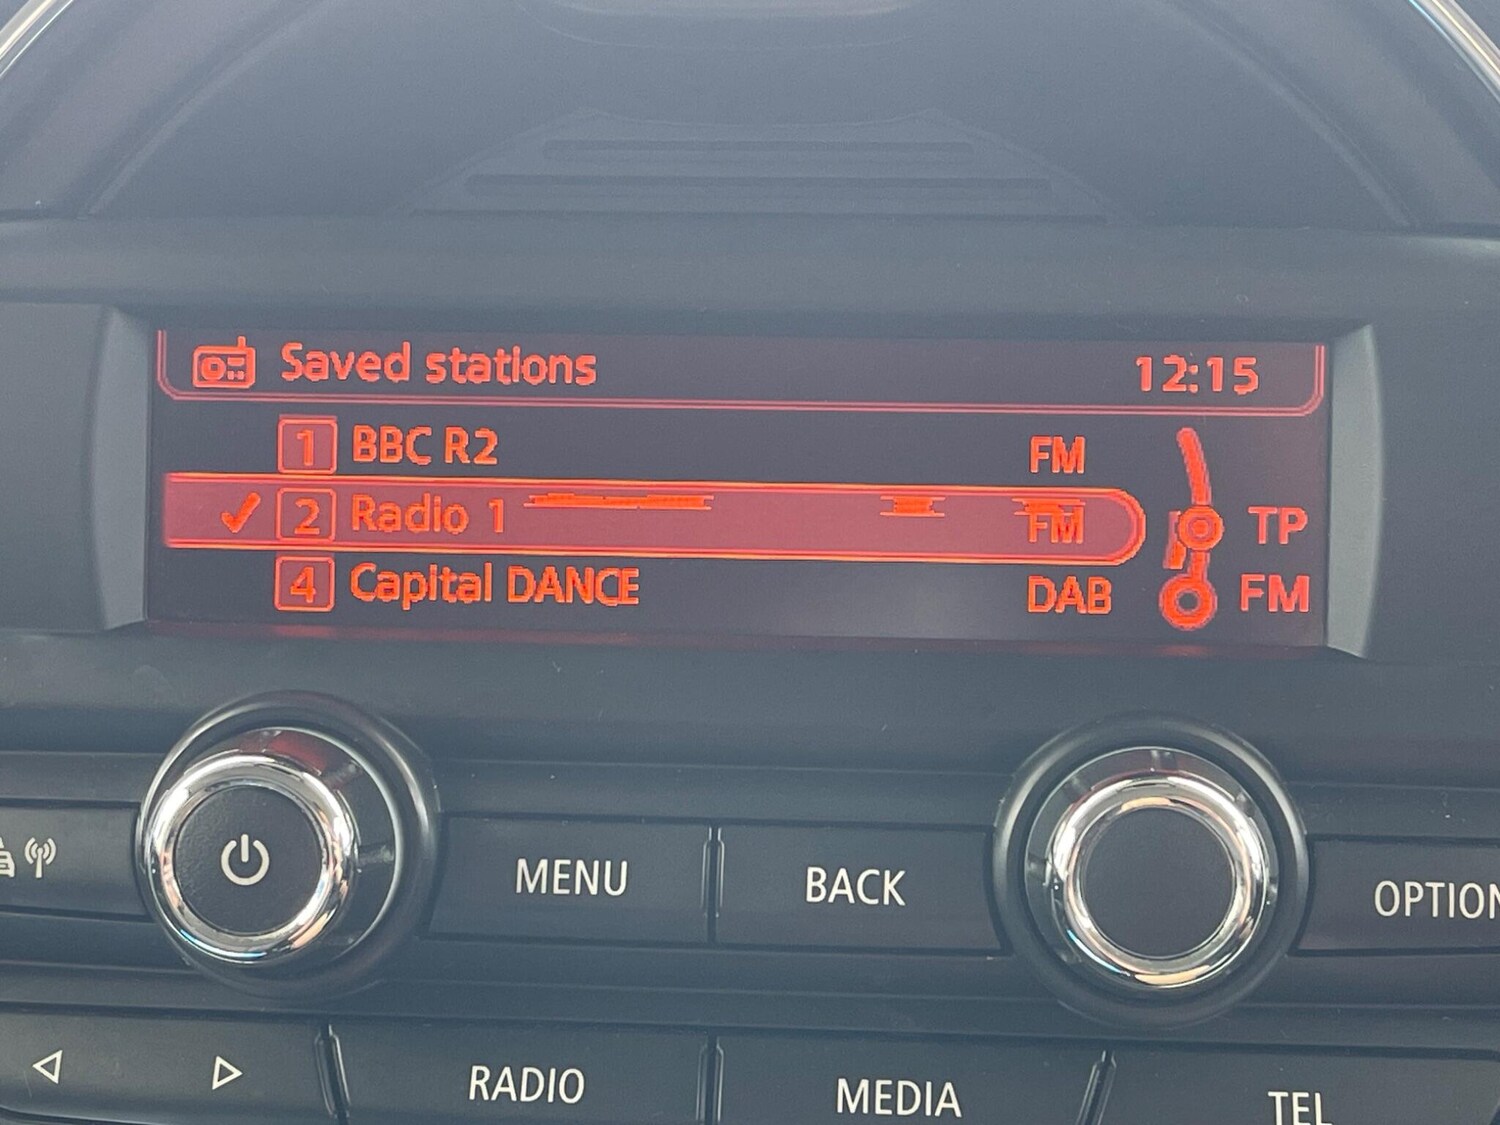 Saved stations 12:15
1 BBC R2 FM
2 Radio 1 FM TP
4 Capital DANCE DAB FM
MENU BACK OPTION
RADIO MEDIA TEL